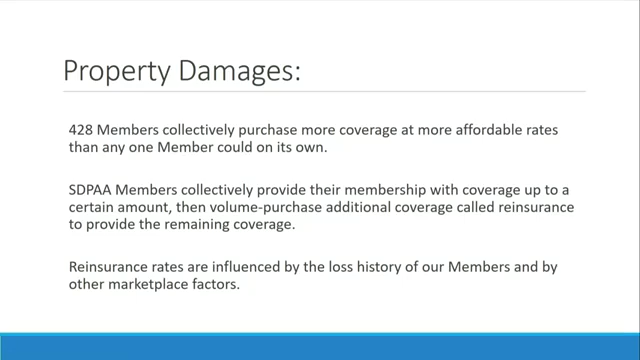 Property Damages:
428 Members collectively purchase more coverage at more affordable rates
than any one Member could on its own.
SDPAA Members collectively provide their membership with coverage up to a
certain amount, then volume-purchase additional coverage called reinsurance
to provide the remaining coverage.
Reinsurance rates are influenced by the loss history of our Members and by
other marketplace factors.